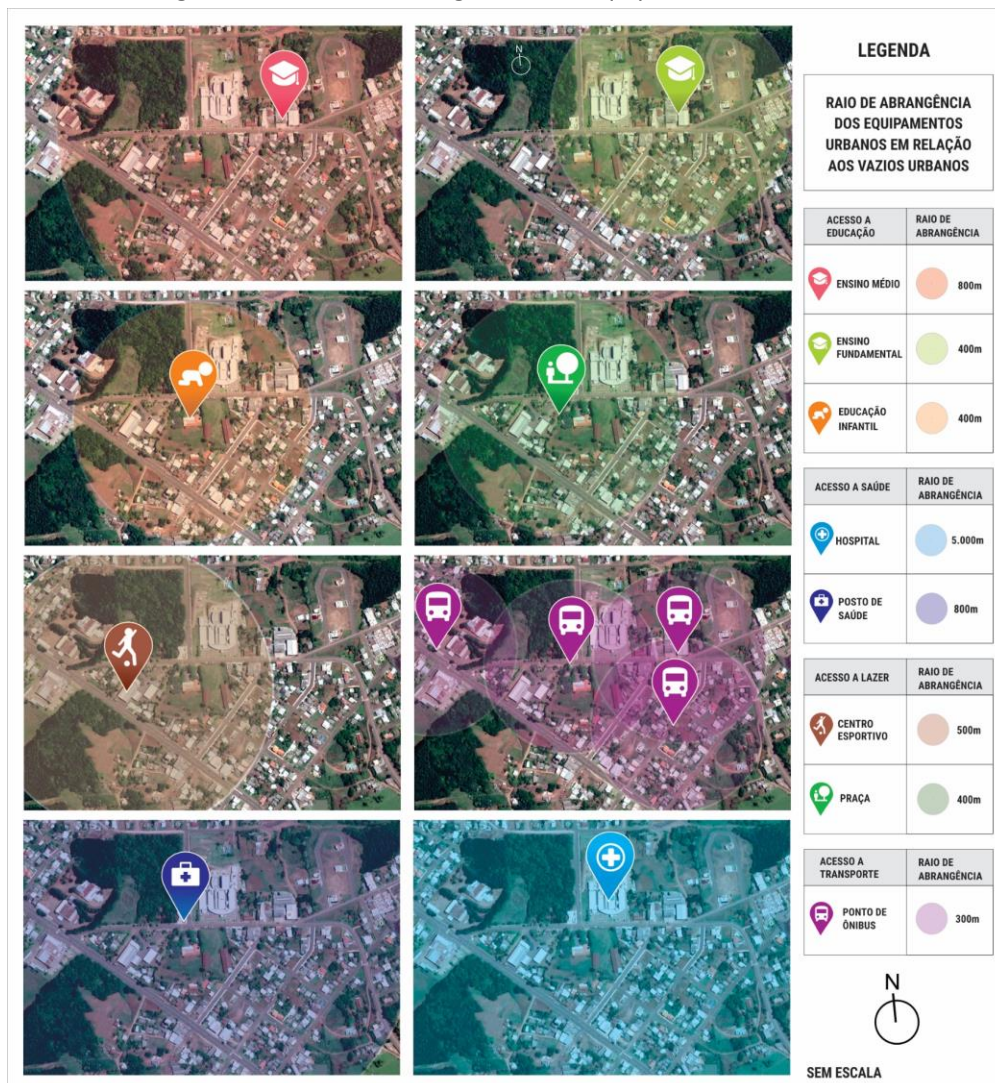 N
LEGENDA
RAIO DE ABRANGÊNCIA
DOS EQUIPAMENTOS
URBANOS EM RELAÇÃO
AOS VAZIOS URBANOS
ACESSO A
EDUCAÇÃO
RAIO DE
ABRANGÊNCIA
ENSINO MÉDIO
800m
ENSINO
FUNDAMENTAL
400m
EDUCAÇÃO
INFANTIL
400m
ACESSO A SAÚDE
RAIO DE
ABRANGÊNCIA
HOSPITAL
5.000m
POSTO DE
SAÚDE
800m
ACESSO A LAZER
RAIO DE
ABRANGÊNCIA
CENTRO
ESPORTIVO
500m
PRAÇA
400m
ACESSO A
TRANSPORTE
RAIO DE
ABRANGÊNCIA
PONTO DE
ÔNIBUS
300m
N
SEM ESCALA